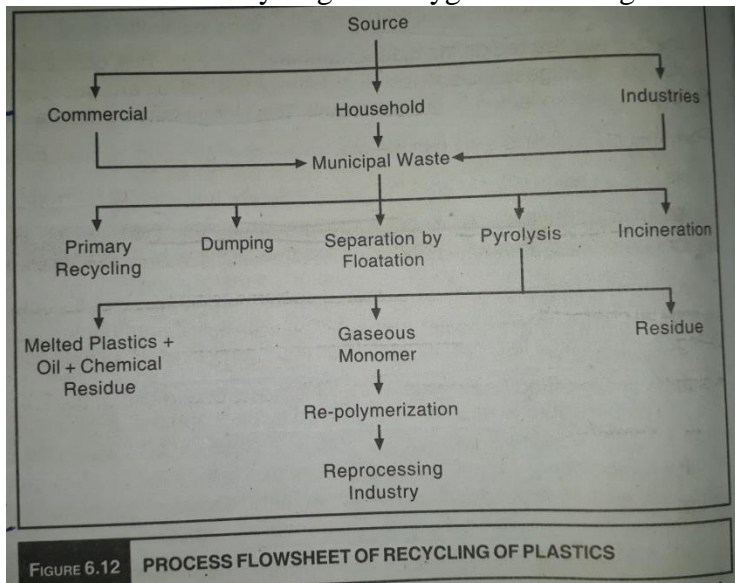 Source
Commercial
Household
Industries
Municipal Waste
Primary
Recycling
Dumping
Separation by
Floatation
Pyrolysis
Incineration
Melted Plastics +
Oil + Chemical
Residue
Gaseous
Monomer
Residue
Re-polymerization
Reprocessing
Industry
FIGURE 6.12 PROCESS FLOWSHEET OF RECYCLING OF PLASTICS